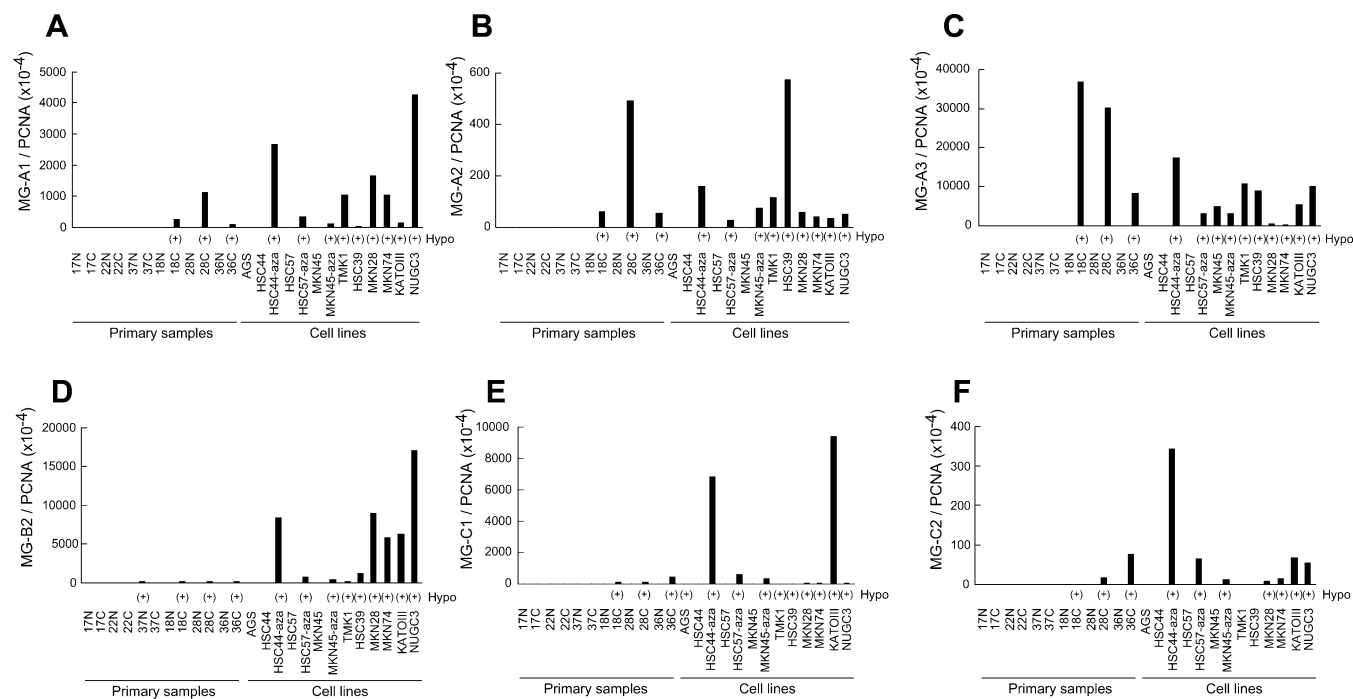 A
MG-A1 / PCNA (x10-4)
5000
4000
3000
2000
1000
0
(+) (+) (+) (+) (+) (+)(+)(+)(+)(+)(+)(+) Hypo
17N
17C
22N
22C
37N
37C
18N
18C
28N
28C
36N
36C
AGS
HSC44
HSC44-aza
HSC57
HSC57-aza
MKN45
MKN45-aza
TMK1
HSC39
MKN28
MKN74
KATOIII
NUGC3
Primary samples
Cell lines
B
MG-A2 / PCNA (x10-4)
600
400
200
0
(+) (+) (+) (+) (+) (+)(+)(+)(+)(+)(+)(+) Hypo
17N
17C
22N
22C
37N
37C
18N
18C
28N
28C
36N
36C
AGS
HSC44
HSC44-aza
HSC57
HSC57-aza
MKN45
MKN45-aza
TMK1
HSC39
MKN28
MKN74
KATOIII
NUGC3
Primary samples
Cell lines
C
MG-A3 / PCNA (x10-4)
40000
30000
20000
10000
0
(+) (+) (+) (+) (+)(+)(+)(+)(+)(+)(+)(+)(+) Hypo
17N
17C
22N
22C
37N
37C
18N
18C
28N
28C
36N
36C
AGS
HSC44
HSC44-aza
HSC57
HSC57-aza
MKN45
MKN45-aza
TMK1
HSC39
MKN28
MKN74
KATOIII
NUGC3
Primary samples
Cell lines
D
MG-B2 / PCNA (x10-4)
20000
15000
10000
5000
0
(+) (+) (+) (+) (+) (+) (+)(+)(+)(+)(+)(+)(+) Hypo
17N
17C
22N
22C
37N
37C
18N
18C
28N
28C
36N
36C
AGS
HSC44
HSC44-aza
HSC57
HSC57-aza
MKN45
MKN45-aza
TMK1
HSC39
MKN28
MKN74
KATOIII
NUGC3
Primary samples
Cell lines
E
MG-C1 / PCNA (x10-4)
10000
8000
6000
4000
2000
0
(+) (+) (+)(+) (+) (+) (+)(+)(+)(+)(+)(+)(+) Hypo
17N
17C
22N
22C
37N
37C
18N
18C
28N
28C
36N
36C
AGS
HSC44
HSC44-aza
HSC57
HSC57-aza
MKN45
MKN45-aza
TMK1
HSC39
MKN28
MKN74
KATOIII
NUGC3
Primary samples
Cell lines
F
MG-C2 / PCNA (x10-4)
400
300
200
100
0
(+) (+) (+) (+) (+) (+) (+)(+)(+)(+) Hypo
17N
17C
22N
22C
37N
37C
18N
18C
28N
28C
36N
36C
AGS
HSC44
HSC44-aza
HSC57
HSC57-aza
MKN45
MKN45-aza
TMK1
HSC39
MKN28
MKN74
KATOIII
NUGC3
Primary samples
Cell lines